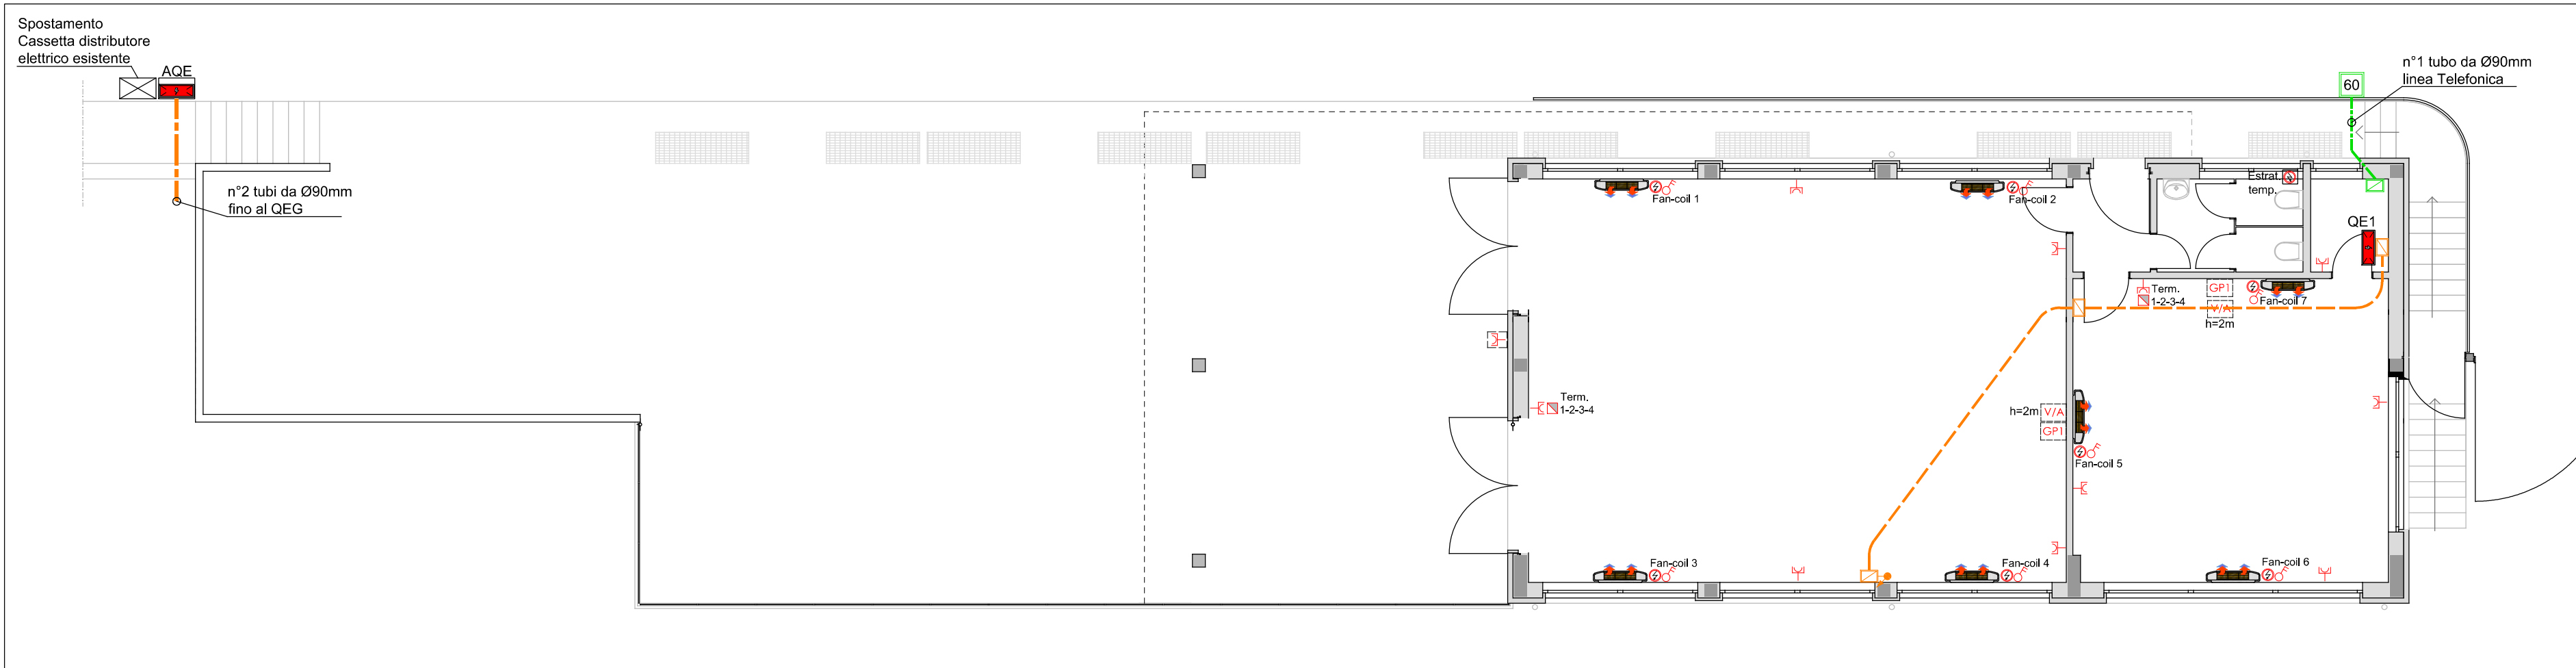 Spostamento
Cassetta distributore
elettrico esistente
AQE
n°2 tubi da Ø90mm
fino al QEG
60
n°1 tubo da Ø90mm
linea Telefonica
Fan-coil 1
Fan-coil 2
Estrat.
temp.
QE1
Term.
1-2-3-4
GP1
V/A
h=2m
Fan-coil 7
Term.
1-2-3-4
h=2m
V/A
GP1
Fan-coil 5
Fan-coil 3
Fan-coil 4
Fan-coil 6